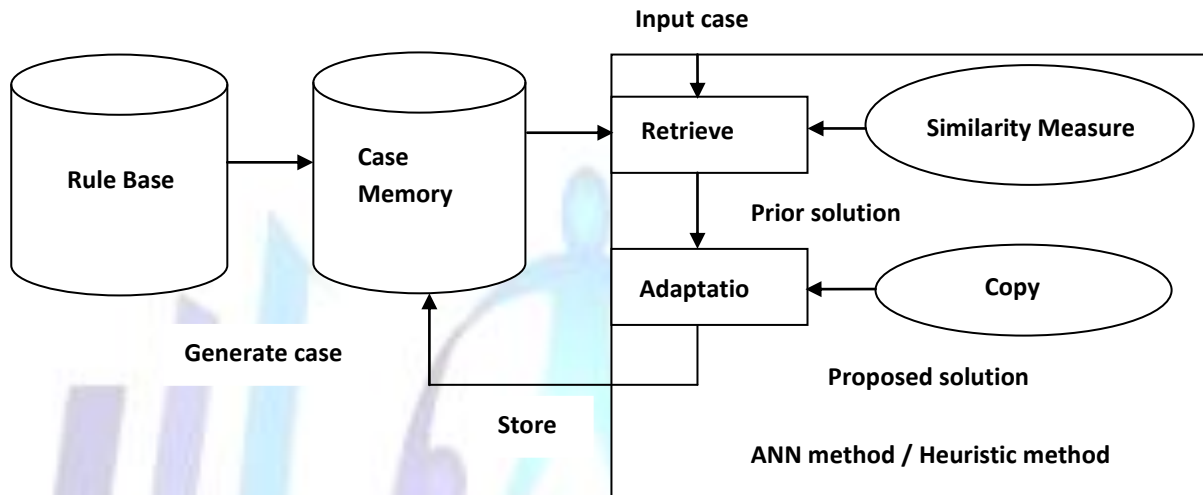 Input case
Retrieve
Similarity Measure
Rule Base
Case
Memory
Prior solution
Adaptatio
Copy
Generate case
Proposed solution
Store
ANN method / Heuristic method